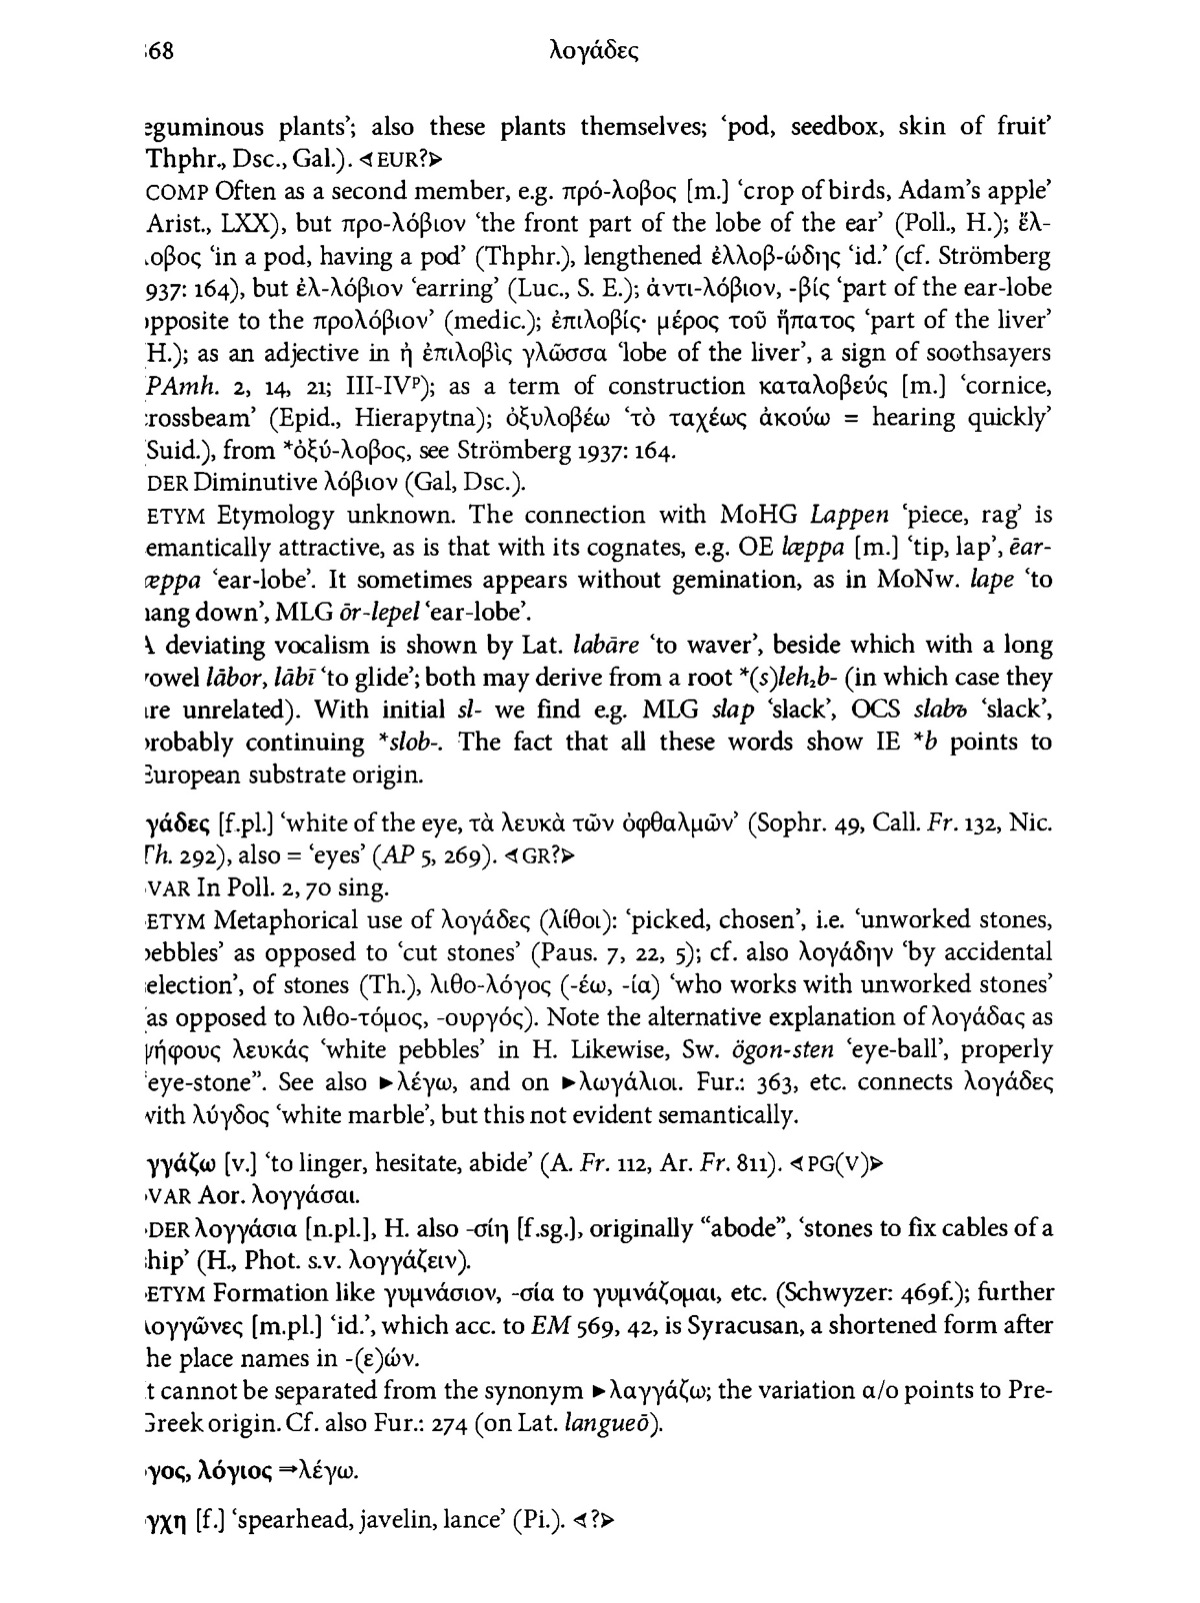 68 λογάδες
eguminous plants'; also these plants themselves; 'pod, seedbox, skin of fruit'
Thphr., Dsc., Gal.). ◁EUR?▷
COMP Often as a second member, e.g. πρό-λοβος [m.] 'crop of birds, Adam's apple'
Arist., LXX), but προ-λόβιον 'the front part of the lobe of the ear' (Poll., H.); ἔλ-
οβος 'in a pod, having a pod' (Thphr.), lengthened ἐλλοβ-ώδης 'id.' (cf. Strömberg
937: 164), but ἐλ-λόβιον 'earring' (Luc., S. E.); ἀντι-λόβιον, -βίς 'part of the ear-lobe
opposite to the προλόβιον' (medic.); ἐπιλοβίς· μέρος τοῦ ἥπατος 'part of the liver'
H.); as an adjective in ἡ ἐπιλοβὶς γλῶσσα 'lobe of the liver', a sign of soothsayers
PAmh. 2, 14, 21; III-IVᵖ); as a term of construction καταλοβεύς [m.] 'cornice,
crossbeam' (Epid., Hierapytna); ὀξυλοβέω 'τὸ ταχέως ἀκούω = hearing quickly'
Suid.), from *ὀξύ-λοβος, see Strömberg 1937: 164.
DER Diminutive λόβιον (Gal, Dsc.).
ETYM Etymology unknown. The connection with MoHG Lappen 'piece, rag' is
emantically attractive, as is that with its cognates, e.g. OE læppa [m.] 'tip, lap', ēar-
æppa 'ear-lobe'. It sometimes appears without gemination, as in MoNw. lape 'to
hang down', MLG ōr-lepel 'ear-lobe'.
A deviating vocalism is shown by Lat. labāre 'to waver', beside which with a long
vowel lābor, lābī 'to glide'; both may derive from a root *(s)leh₂b- (in which case they
are unrelated). With initial sl- we find e.g. MLG slap 'slack', OCS slabъ 'slack',
probably continuing *slob-. The fact that all these words show IE *b points to
European substrate origin.
γάδες [f.pl.] 'white of the eye, τὰ λευκὰ τῶν ὀφθαλμῶν' (Sophr. 49, Call. Fr. 132, Nic.
Th. 292), also = 'eyes' (AP 5, 269). ◁GR?▷
VAR In Poll. 2, 70 sing.
ETYM Metaphorical use of λογάδες (λίθοι): 'picked, chosen', i.e. 'unworked stones,
pebbles' as opposed to 'cut stones' (Paus. 7, 22, 5); cf. also λογάδην 'by accidental
election', of stones (Th.), λιθο-λόγος (-έω, -ία) 'who works with unworked stones'
as opposed to λιθο-τόμος, -ουργός). Note the alternative explanation of λογάδας as
ψήφους λευκάς 'white pebbles' in H. Likewise, Sw. ögon-sten 'eye-ball', properly
'eye-stone". See also ►λέγω, and on ►λωγάλιοι. Fur.: 363, etc. connects λογάδες
with λύγδος 'white marble', but this not evident semantically.
γγάζω [v.] 'to linger, hesitate, abide' (A. Fr. 112, Ar. Fr. 811). ◁PG(V)▷
VAR Aor. λογγάσαι.
DER λογγάσια [n.pl.], H. also -σίη [f.sg.], originally "abode", 'stones to fix cables of a
hip' (H., Phot. s.v. λογγάζειν).
ETYM Formation like γυμνάσιον, -σία to γυμνάζομαι, etc. (Schwyzer: 469f.); further
λογγῶνες [m.pl.] 'id.', which acc. to EM 569, 42, is Syracusan, a shortened form after
he place names in -(ε)ών.
t cannot be separated from the synonym ►λαγγάζω; the variation α/ο points to Pre-
Greek origin. Cf. also Fur.: 274 (on Lat. langueō).
γος, λόγιος ⇒λέγω.
γχη [f.] 'spearhead, javelin, lance' (Pi.). ◁?▷